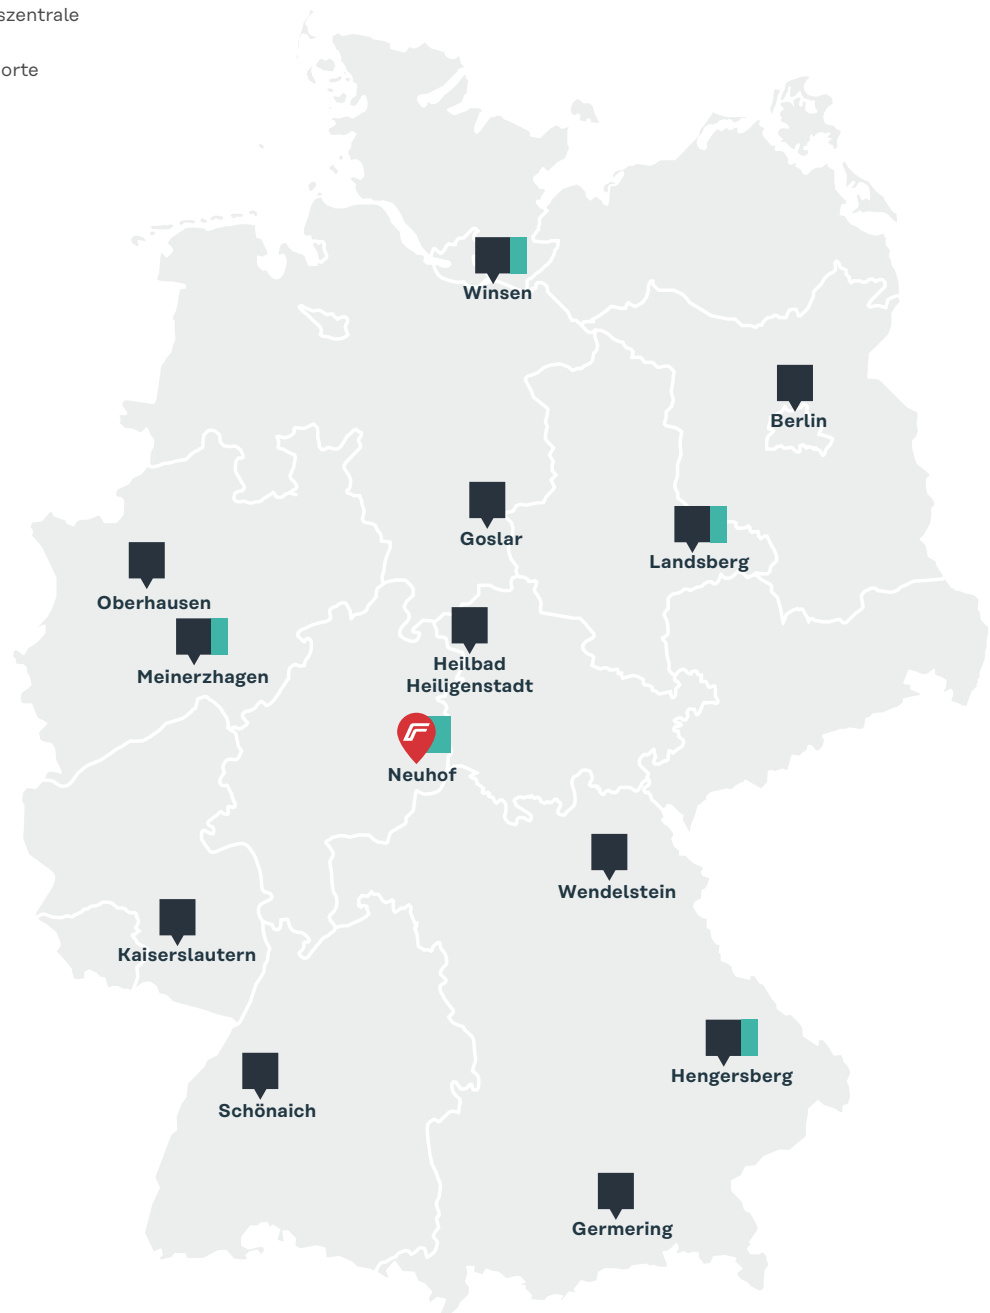 szentrale
orte
Winsen
Berlin
Goslar
Landsberg
Oberhausen
Meinerzhagen
Heilbad
Heiligenstadt
Neuhof
Wendelstein
Kaiserslautern
Hengersberg
Schönaich
Germering